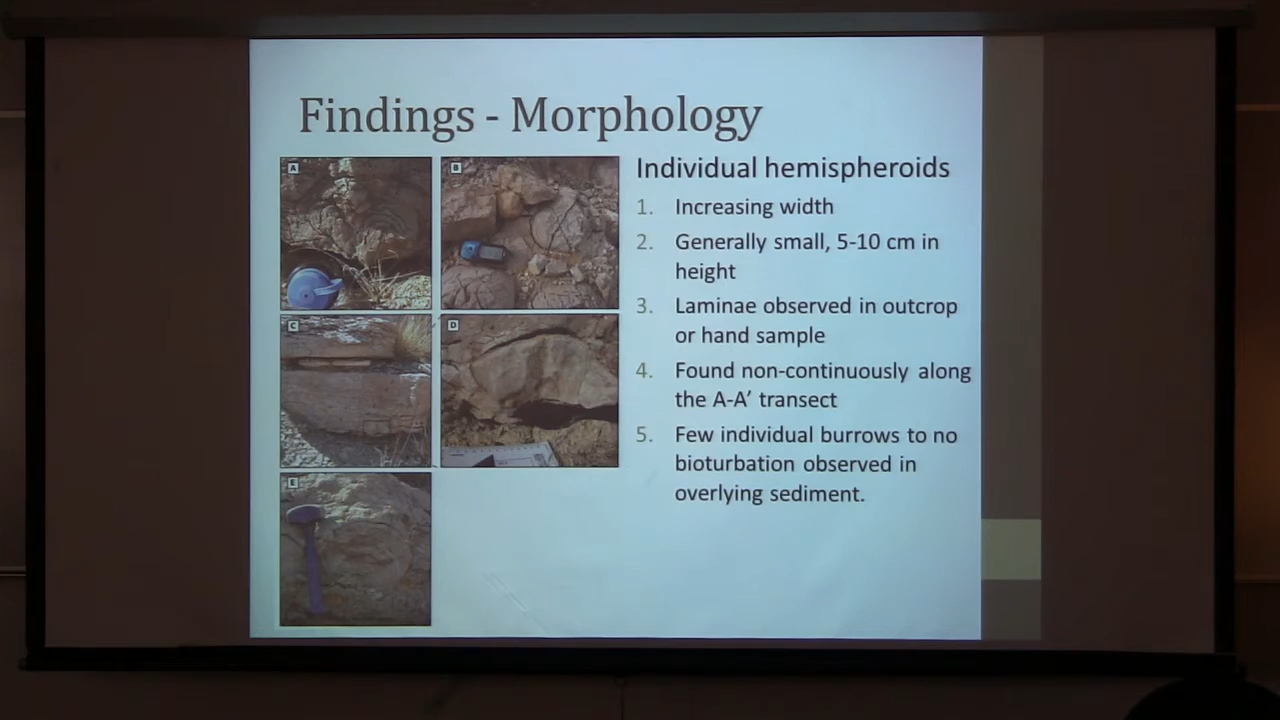 Findings - Morphology
A
B
C
D
E
Individual hemispheroids
1. Increasing width
2. Generally small, 5-10 cm in
height
3. Laminae observed in outcrop
or hand sample
4. Found non-continuously along
the A-A’ transect
5. Few individual burrows to no
bioturbation observed in
overlying sediment.